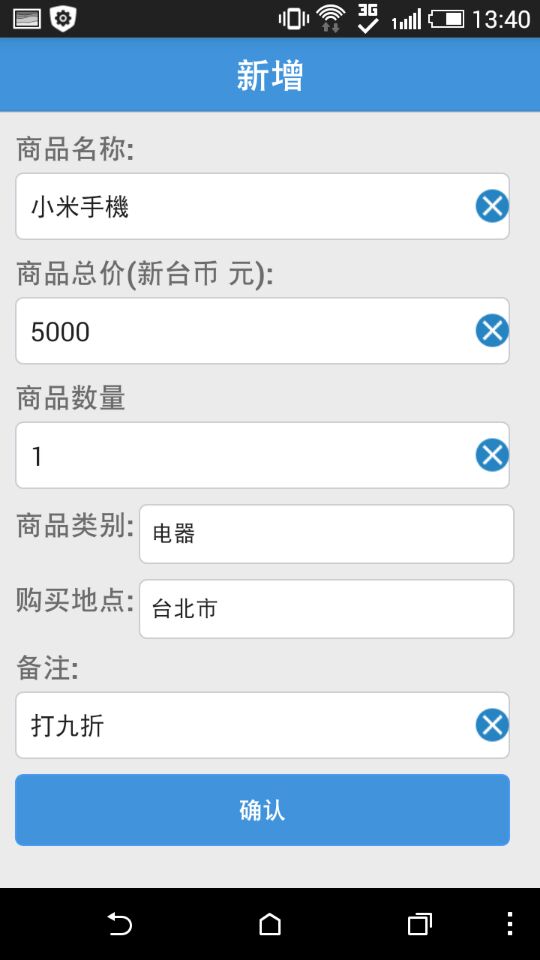 3G
13:40
新增
商品名称:
小米手機
商品总价(新台币 元):
5000
商品数量
1
商品类别:
电器
购买地点:
台北市
备注:
打九折
确认